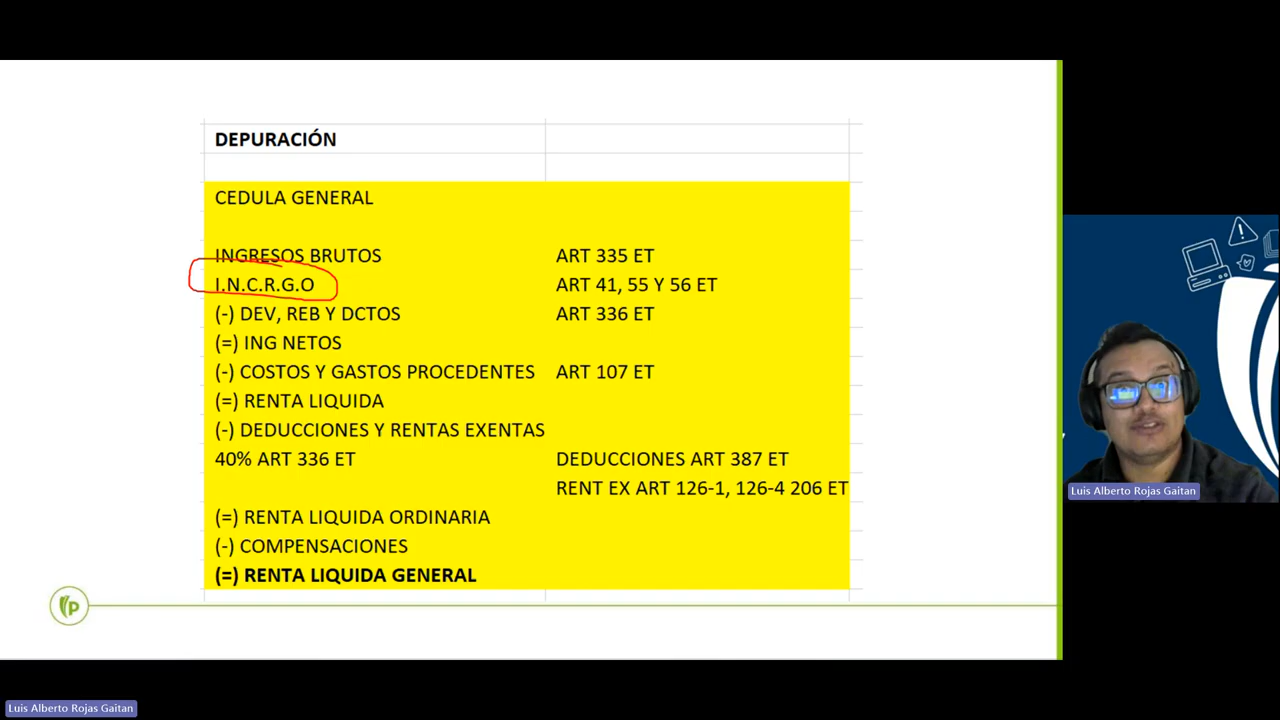 DEPURACIÓN
CEDULA GENERAL
INGRESOS BRUTOS ART 335 ET
I.N.C.R.G.O ART 41, 55 Y 56 ET
(-) DEV, REB Y DCTOS ART 336 ET
(=) ING NETOS
(-) COSTOS Y GASTOS PROCEDENTES ART 107 ET
(=) RENTA LIQUIDA
(-) DEDUCCIONES Y RENTAS EXENTAS
40% ART 336 ET DEDUCCIONES ART 387 ET
RENT EX ART 126-1, 126-4 206 ET
(=) RENTA LIQUIDA ORDINARIA
(-) COMPENSACIONES
(=) RENTA LIQUIDA GENERAL
P
Luis Alberto Rojas Gaitan
Luis Alberto Rojas Gaitan